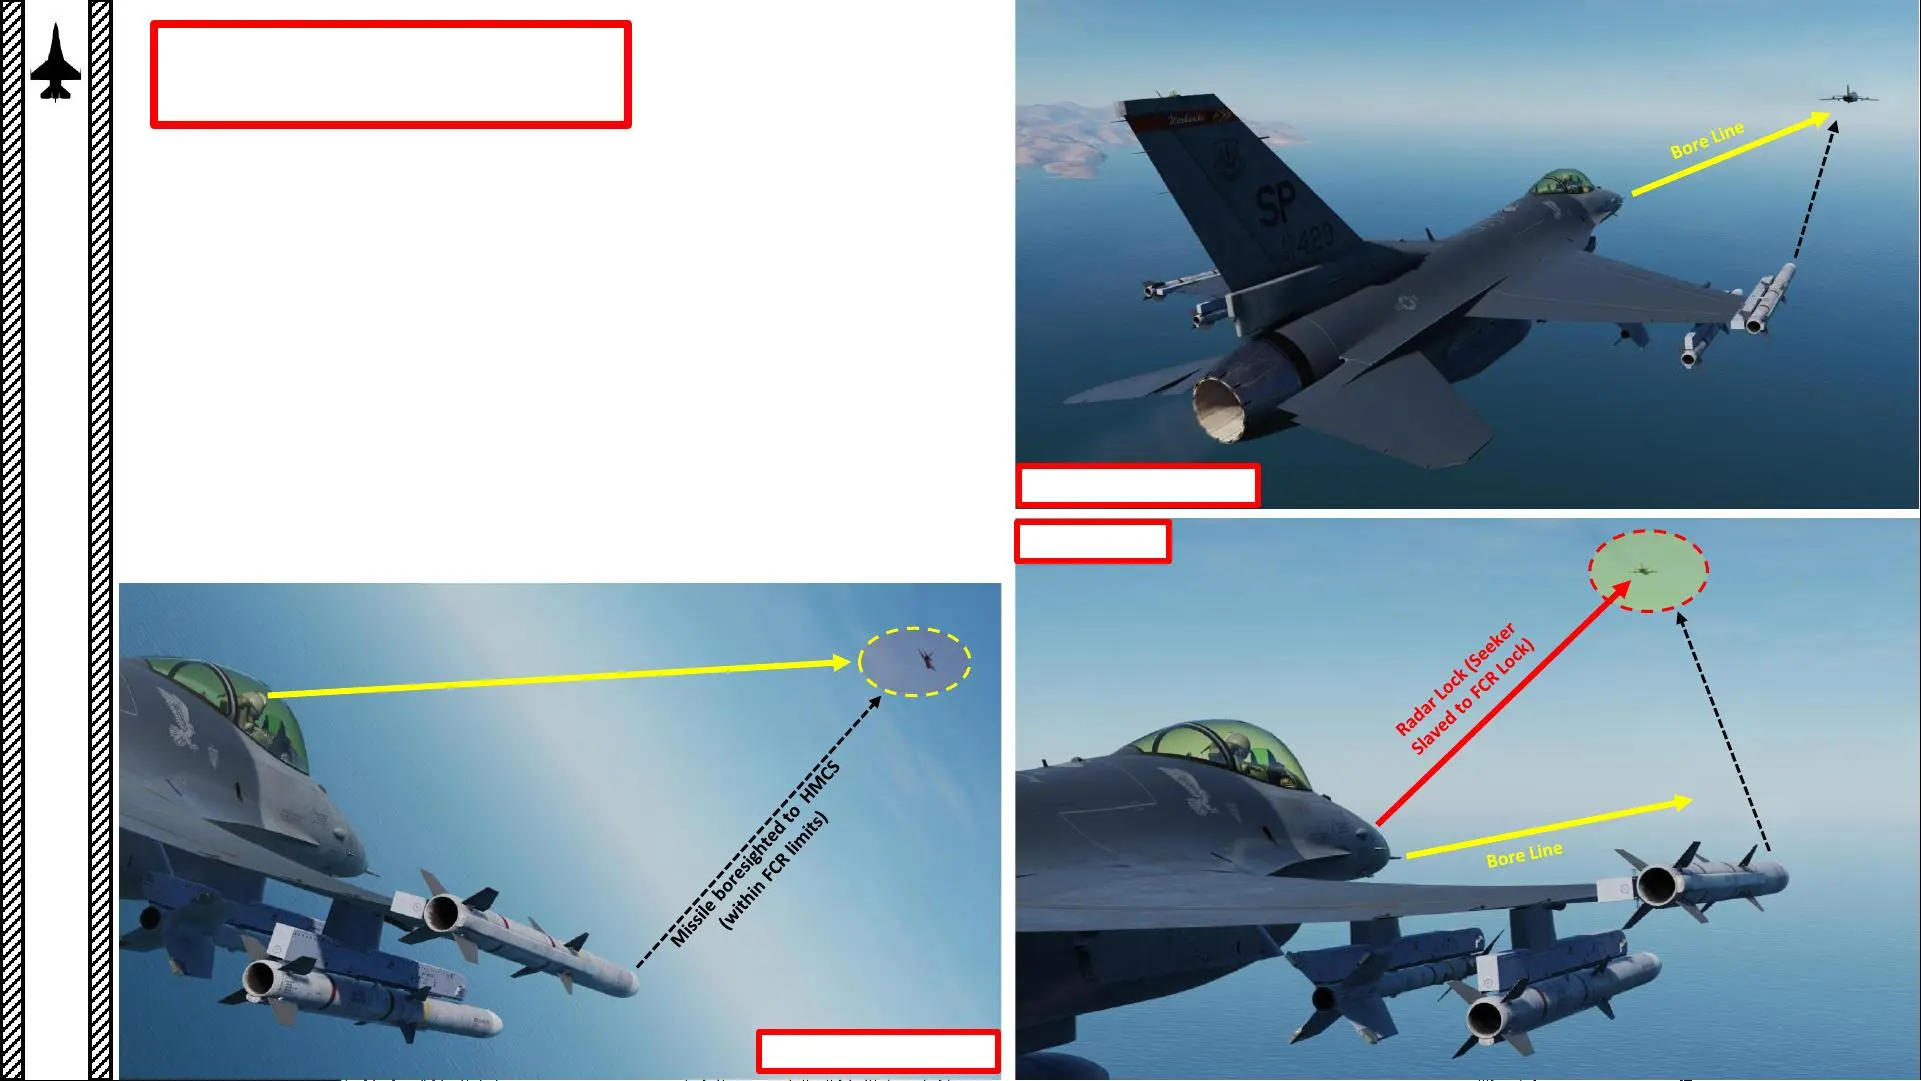 Bore Line
SP
420
Radar Lock (Seeker
Slaved to FCR Lock)
Bore Line
Missile boresighted to HMCS
(within FCR limits)